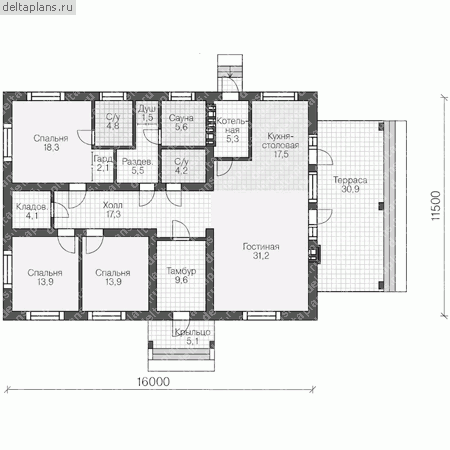 deltaplans.ru
Душ
1,5
С/у
4,8
Сауна
5,6
Котель-
ная
5,3
Кухня-
столовая
17,5
Спальня
18,3
Гард.
2,1
Раздев.
5,5
С/у
4,2
Терраса
30,9
Кладов.
4,1
Холл
17,3
11500
Гостиная
31,2
Спальня
13,9
Спальня
13,9
Тамбур
9,6
Крыльцо
5,1
16000